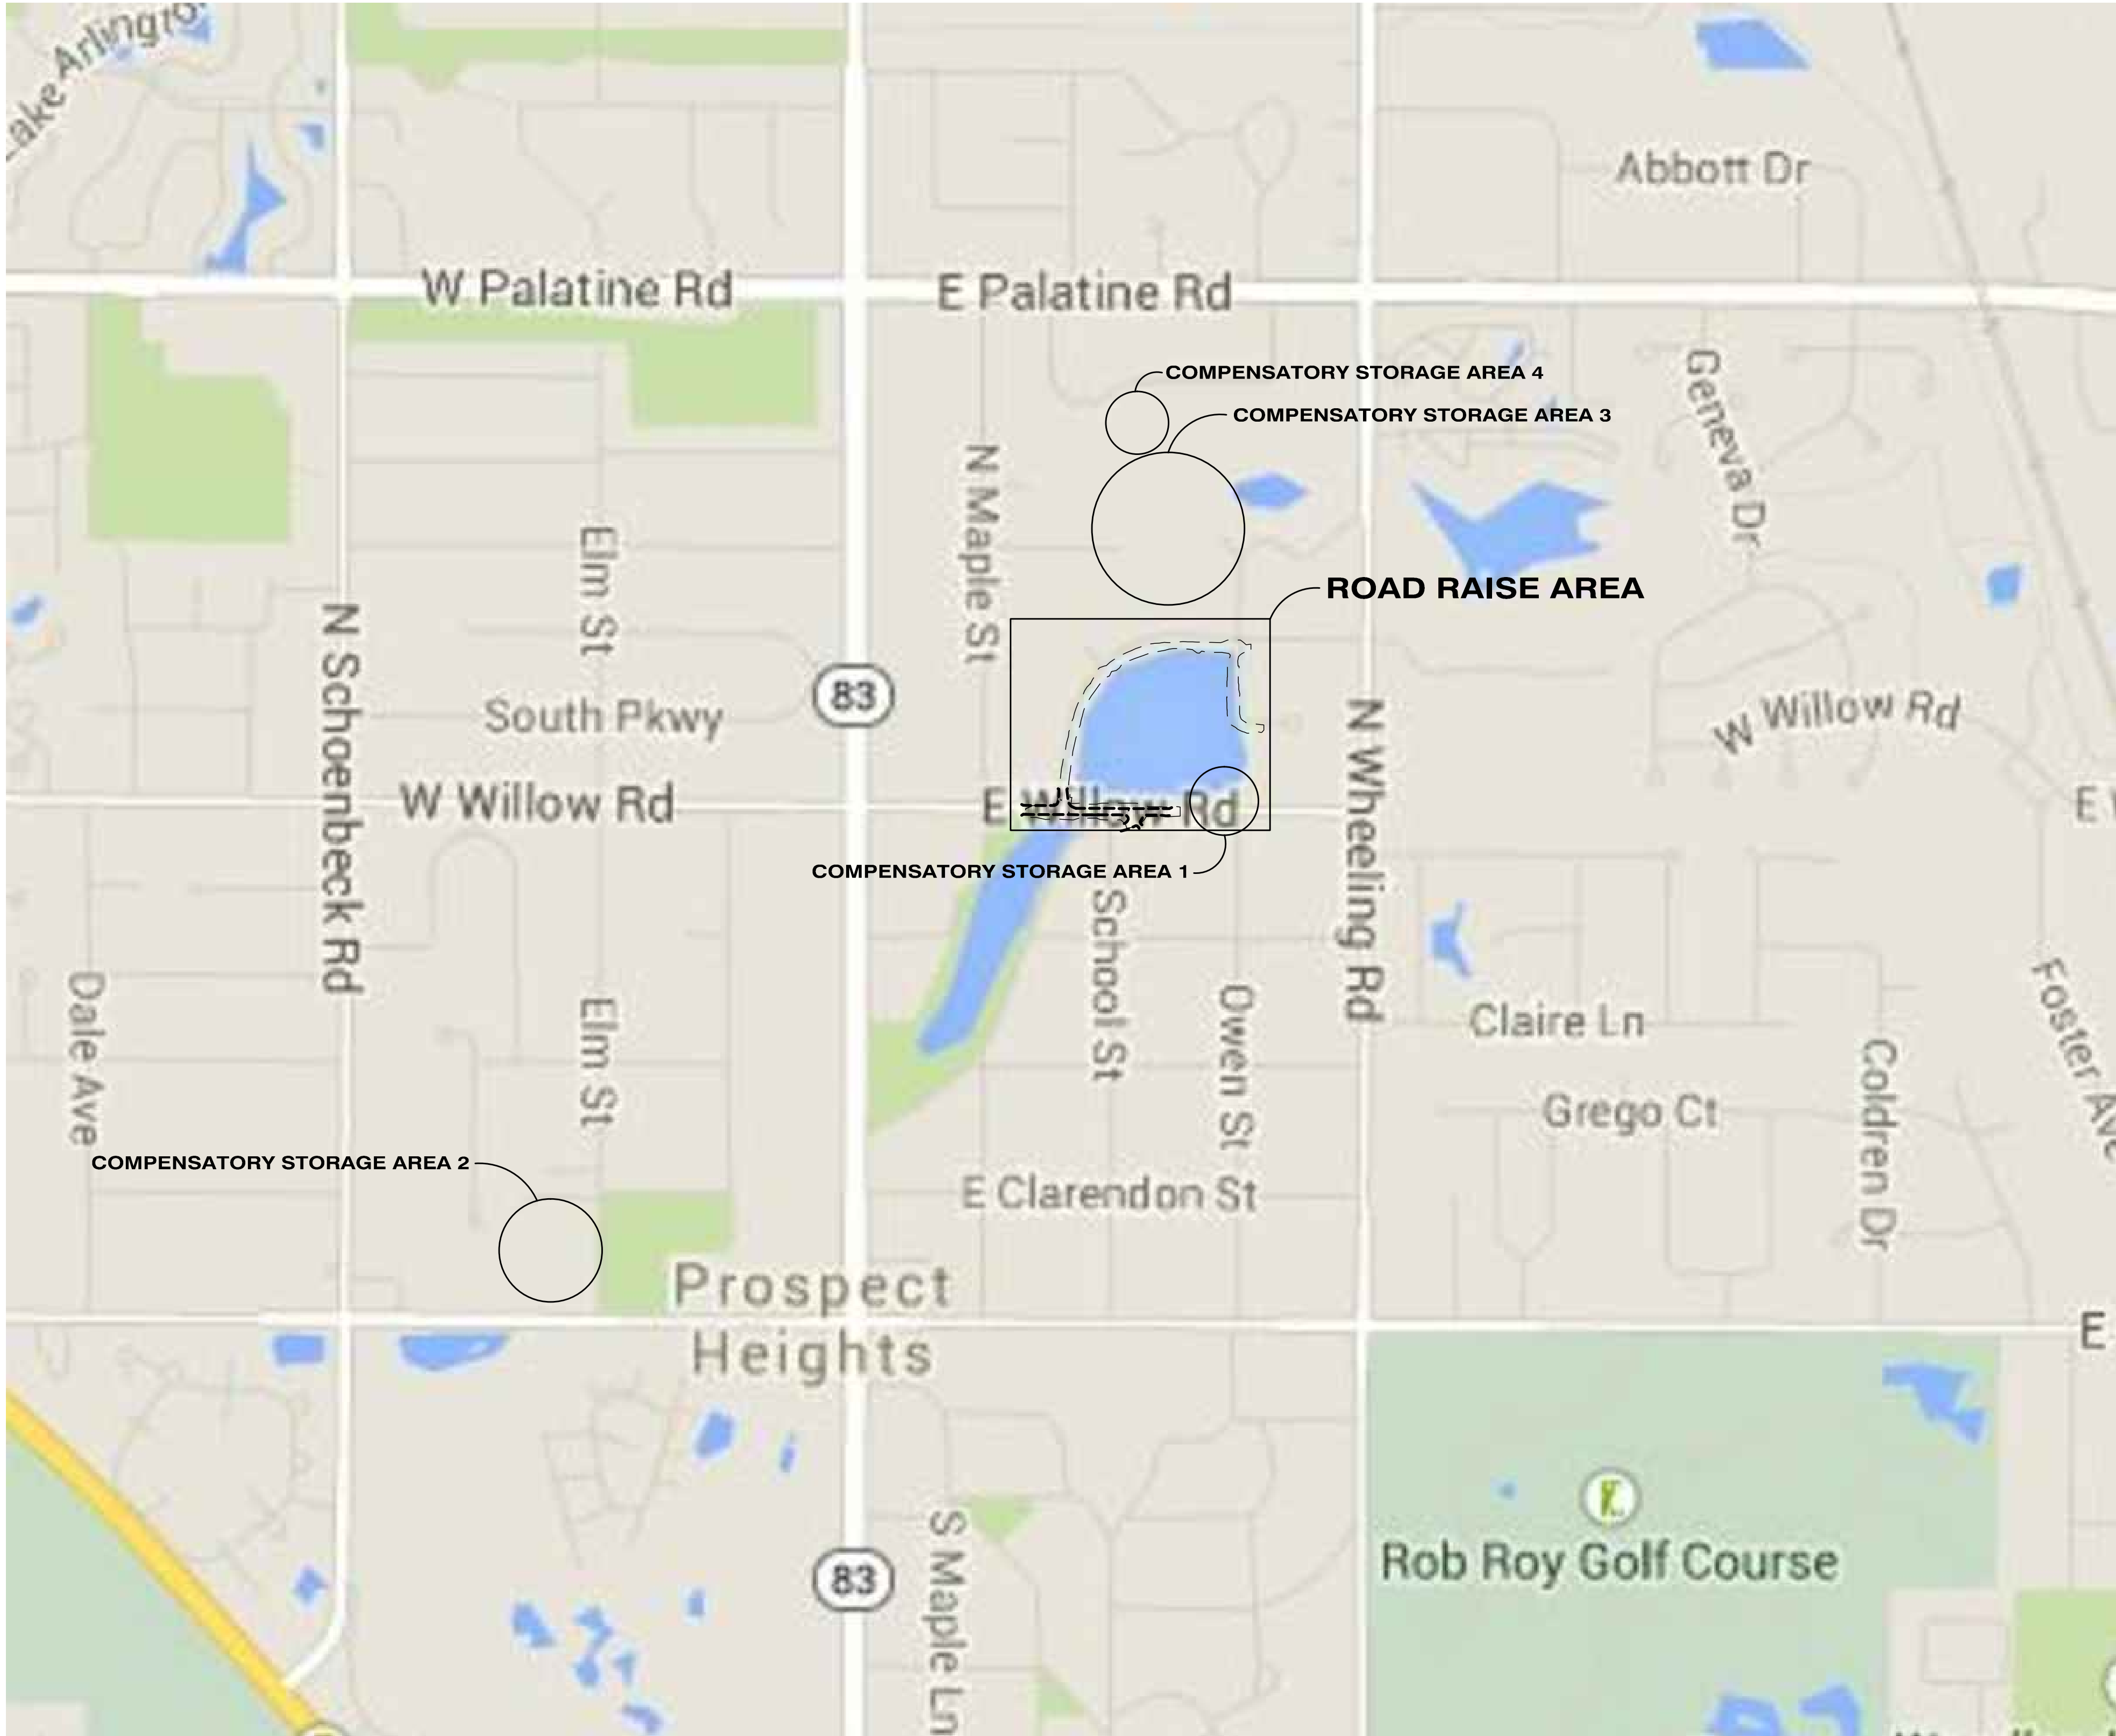 Lake Arlingto
Abbott Dr
W Palatine Rd
E Palatine Rd
COMPENSATORY STORAGE AREA 4
COMPENSATORY STORAGE AREA 3
Geneva Dr
N Maple St
Elm St
ROAD RAISE AREA
N Schoenbeck Rd
83
South Pkwy
N Wheeling Rd
W Willow Rd
W Willow Rd
E Willow Rd
E
COMPENSATORY STORAGE AREA 1
School St
Dale Ave
Elm St
Owen St
Claire Ln
Foster Ave
Coldren Dr
Grego Ct
COMPENSATORY STORAGE AREA 2
E Clarendon St
Prospect
Heights
E
S Maple Ln
83
Rob Roy Golf Course